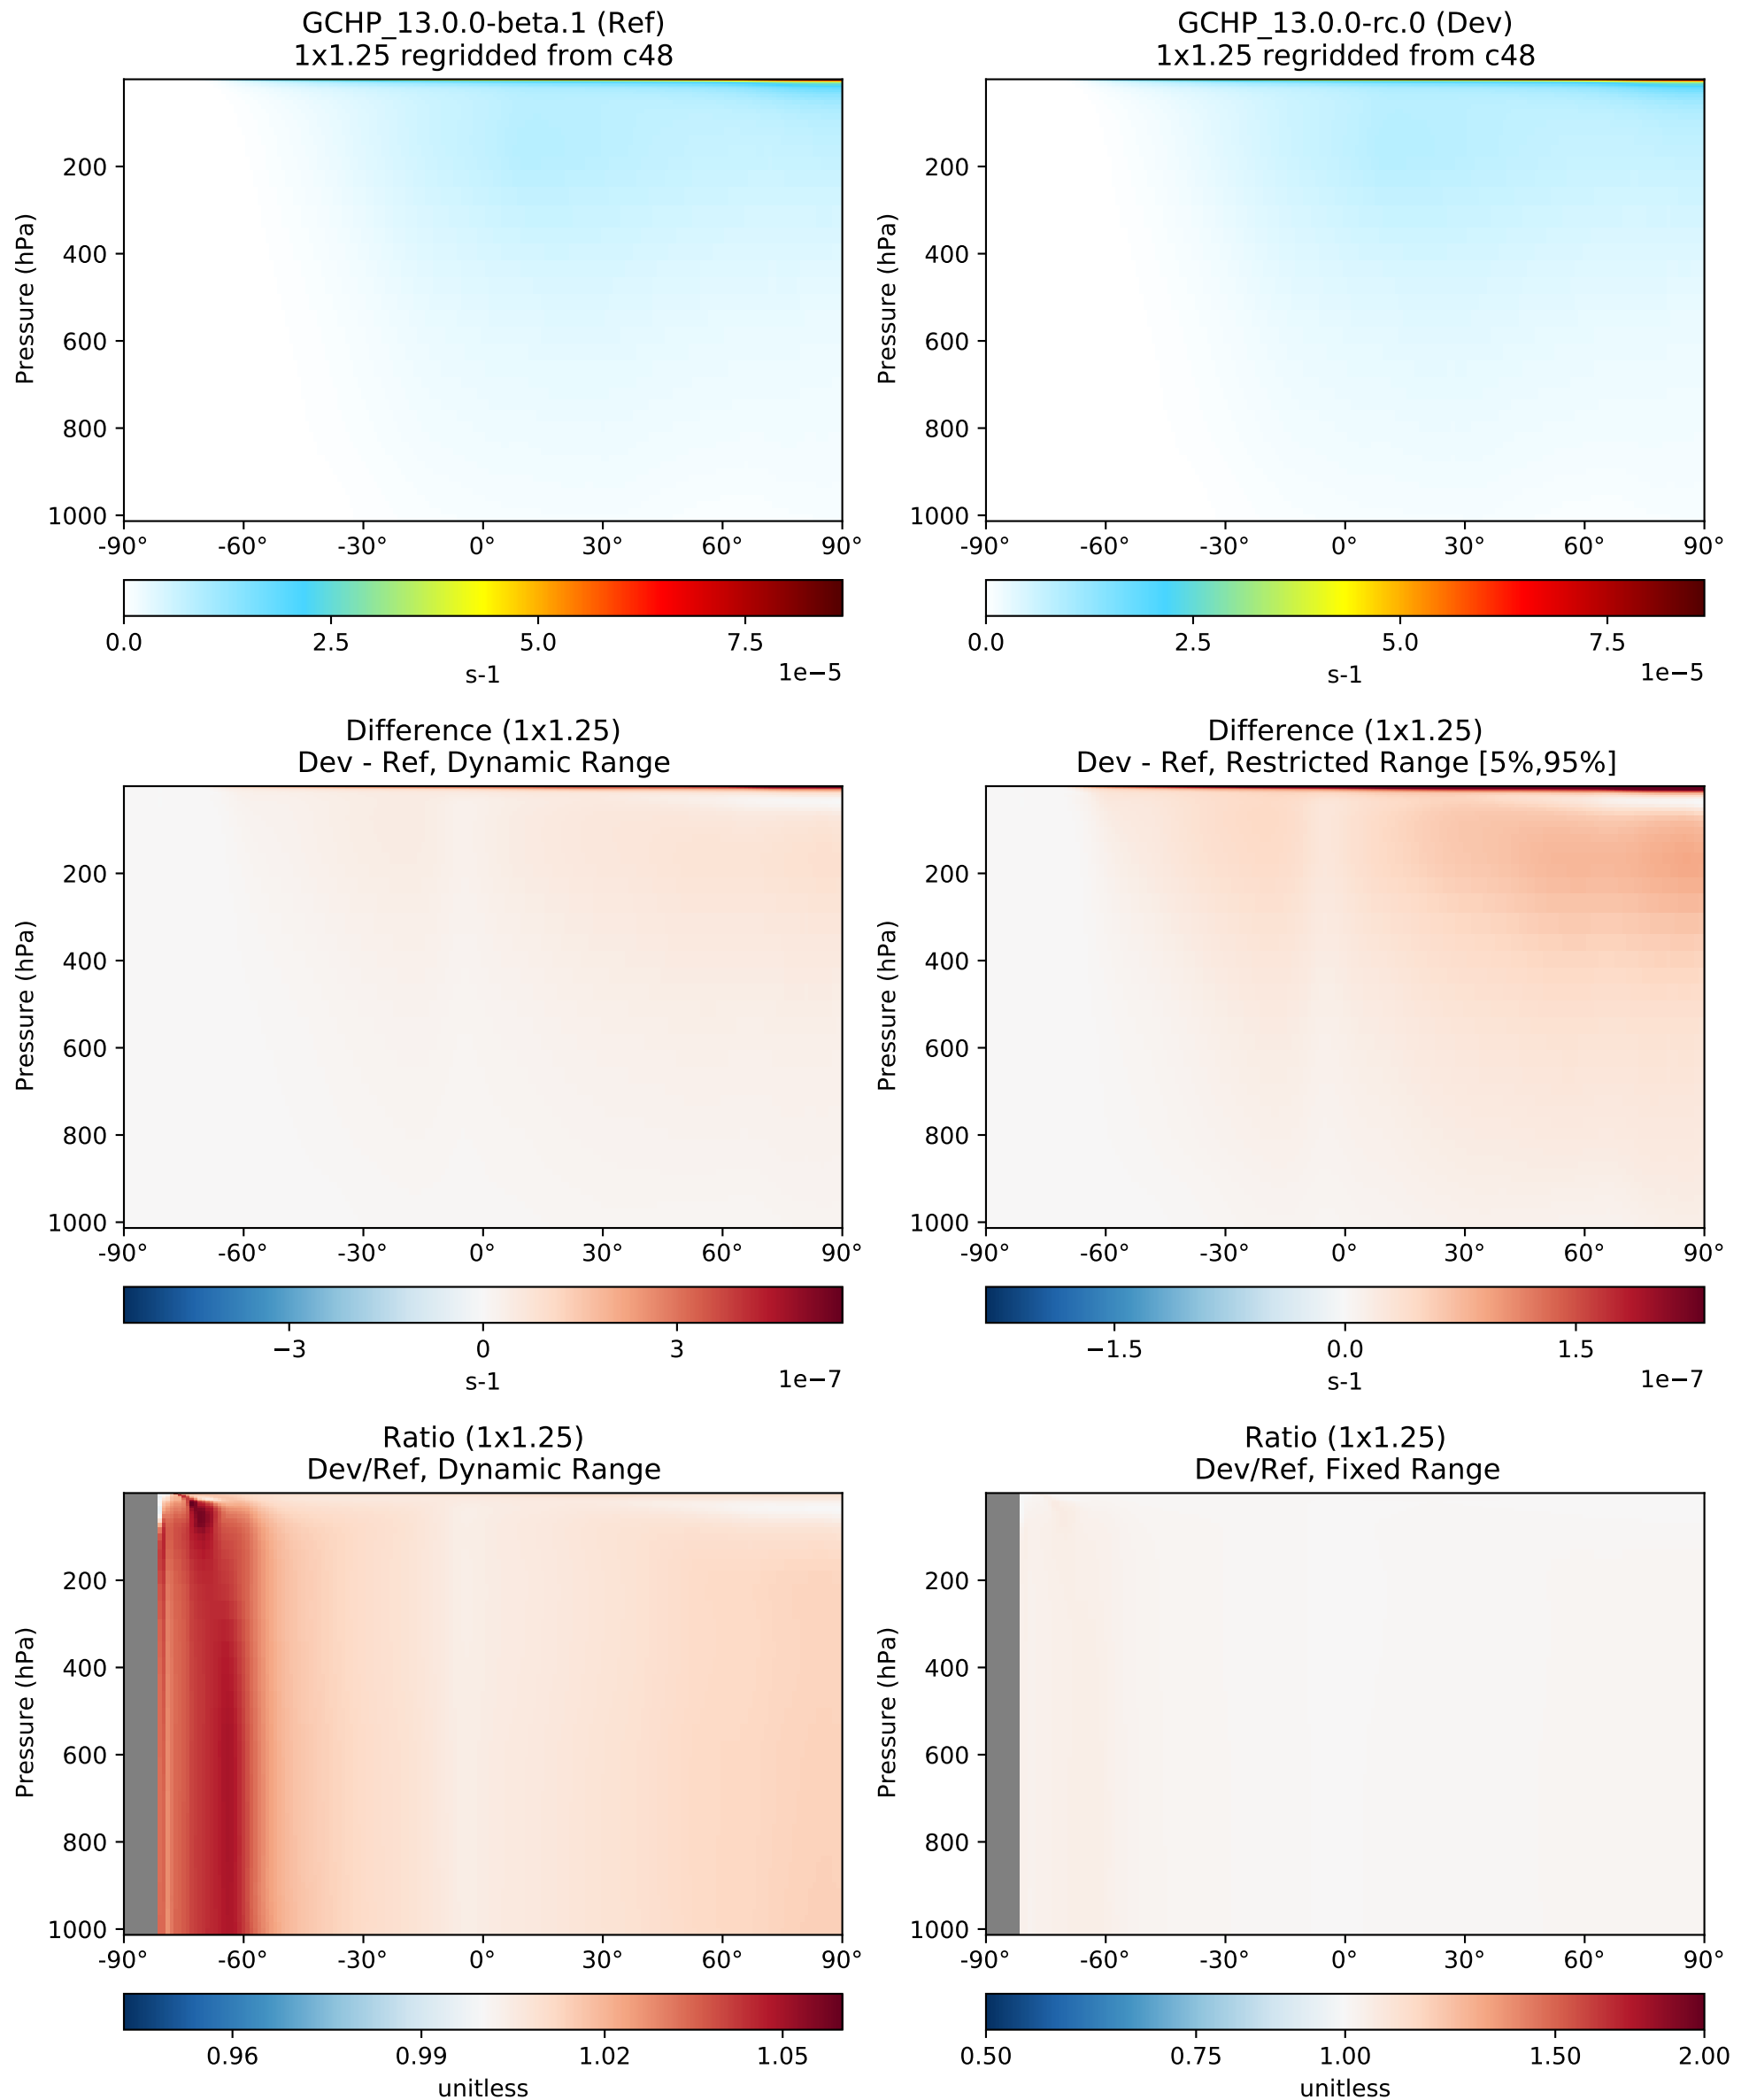 GCHP_13.0.0-beta.1 (Ref)
1x1.25 regridded from c48
Pressure (hPa)
200
400
600
800
1000
-90° -60° -30° 0° 30° 60° 90°
0.0 2.5 5.0 7.5
1e−5
s-1
GCHP_13.0.0-rc.0 (Dev)
1x1.25 regridded from c48
Pressure (hPa)
200
400
600
800
1000
-90° -60° -30° 0° 30° 60° 90°
0.0 2.5 5.0 7.5
1e−5
s-1
Difference (1x1.25)
Dev - Ref, Dynamic Range
Pressure (hPa)
200
400
600
800
1000
-90° -60° -30° 0° 30° 60° 90°
−3 0 3
1e−7
s-1
Difference (1x1.25)
Dev - Ref, Restricted Range [5%,95%]
Pressure (hPa)
200
400
600
800
1000
-90° -60° -30° 0° 30° 60° 90°
−1.5 0.0 1.5
1e−7
s-1
Ratio (1x1.25)
Dev/Ref, Dynamic Range
Pressure (hPa)
200
400
600
800
1000
-90° -60° -30° 0° 30° 60° 90°
0.96 0.99 1.02 1.05
unitless
Ratio (1x1.25)
Dev/Ref, Fixed Range
Pressure (hPa)
200
400
600
800
1000
-90° -60° -30° 0° 30° 60° 90°
0.50 0.75 1.00 1.50 2.00
unitless